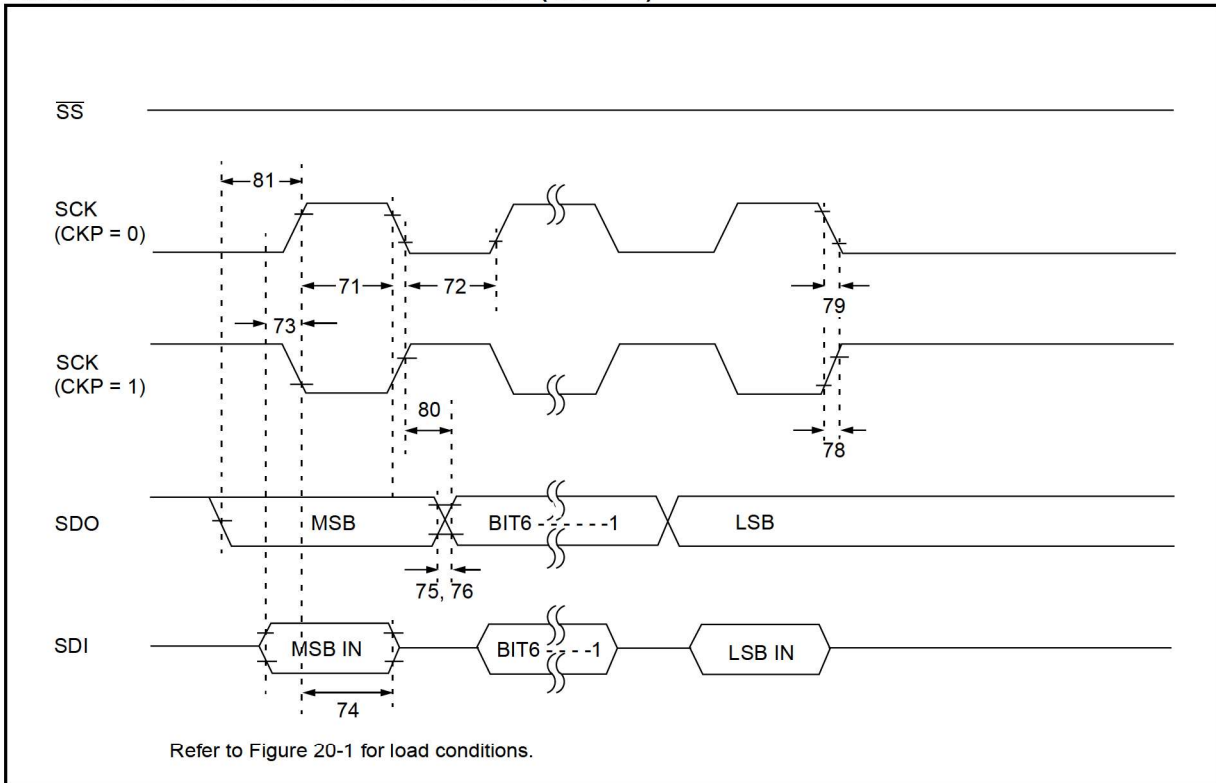 SS
81
SCK
(CKP = 0)
71
72
79
73
SCK
(CKP = 1)
80
78
SDO
MSB
BIT6 - - - - - - -1
LSB
75, 76
SDI
MSB IN
BIT6 - - - - -1
LSB IN
74
Refer to Figure 20-1 for load conditions.